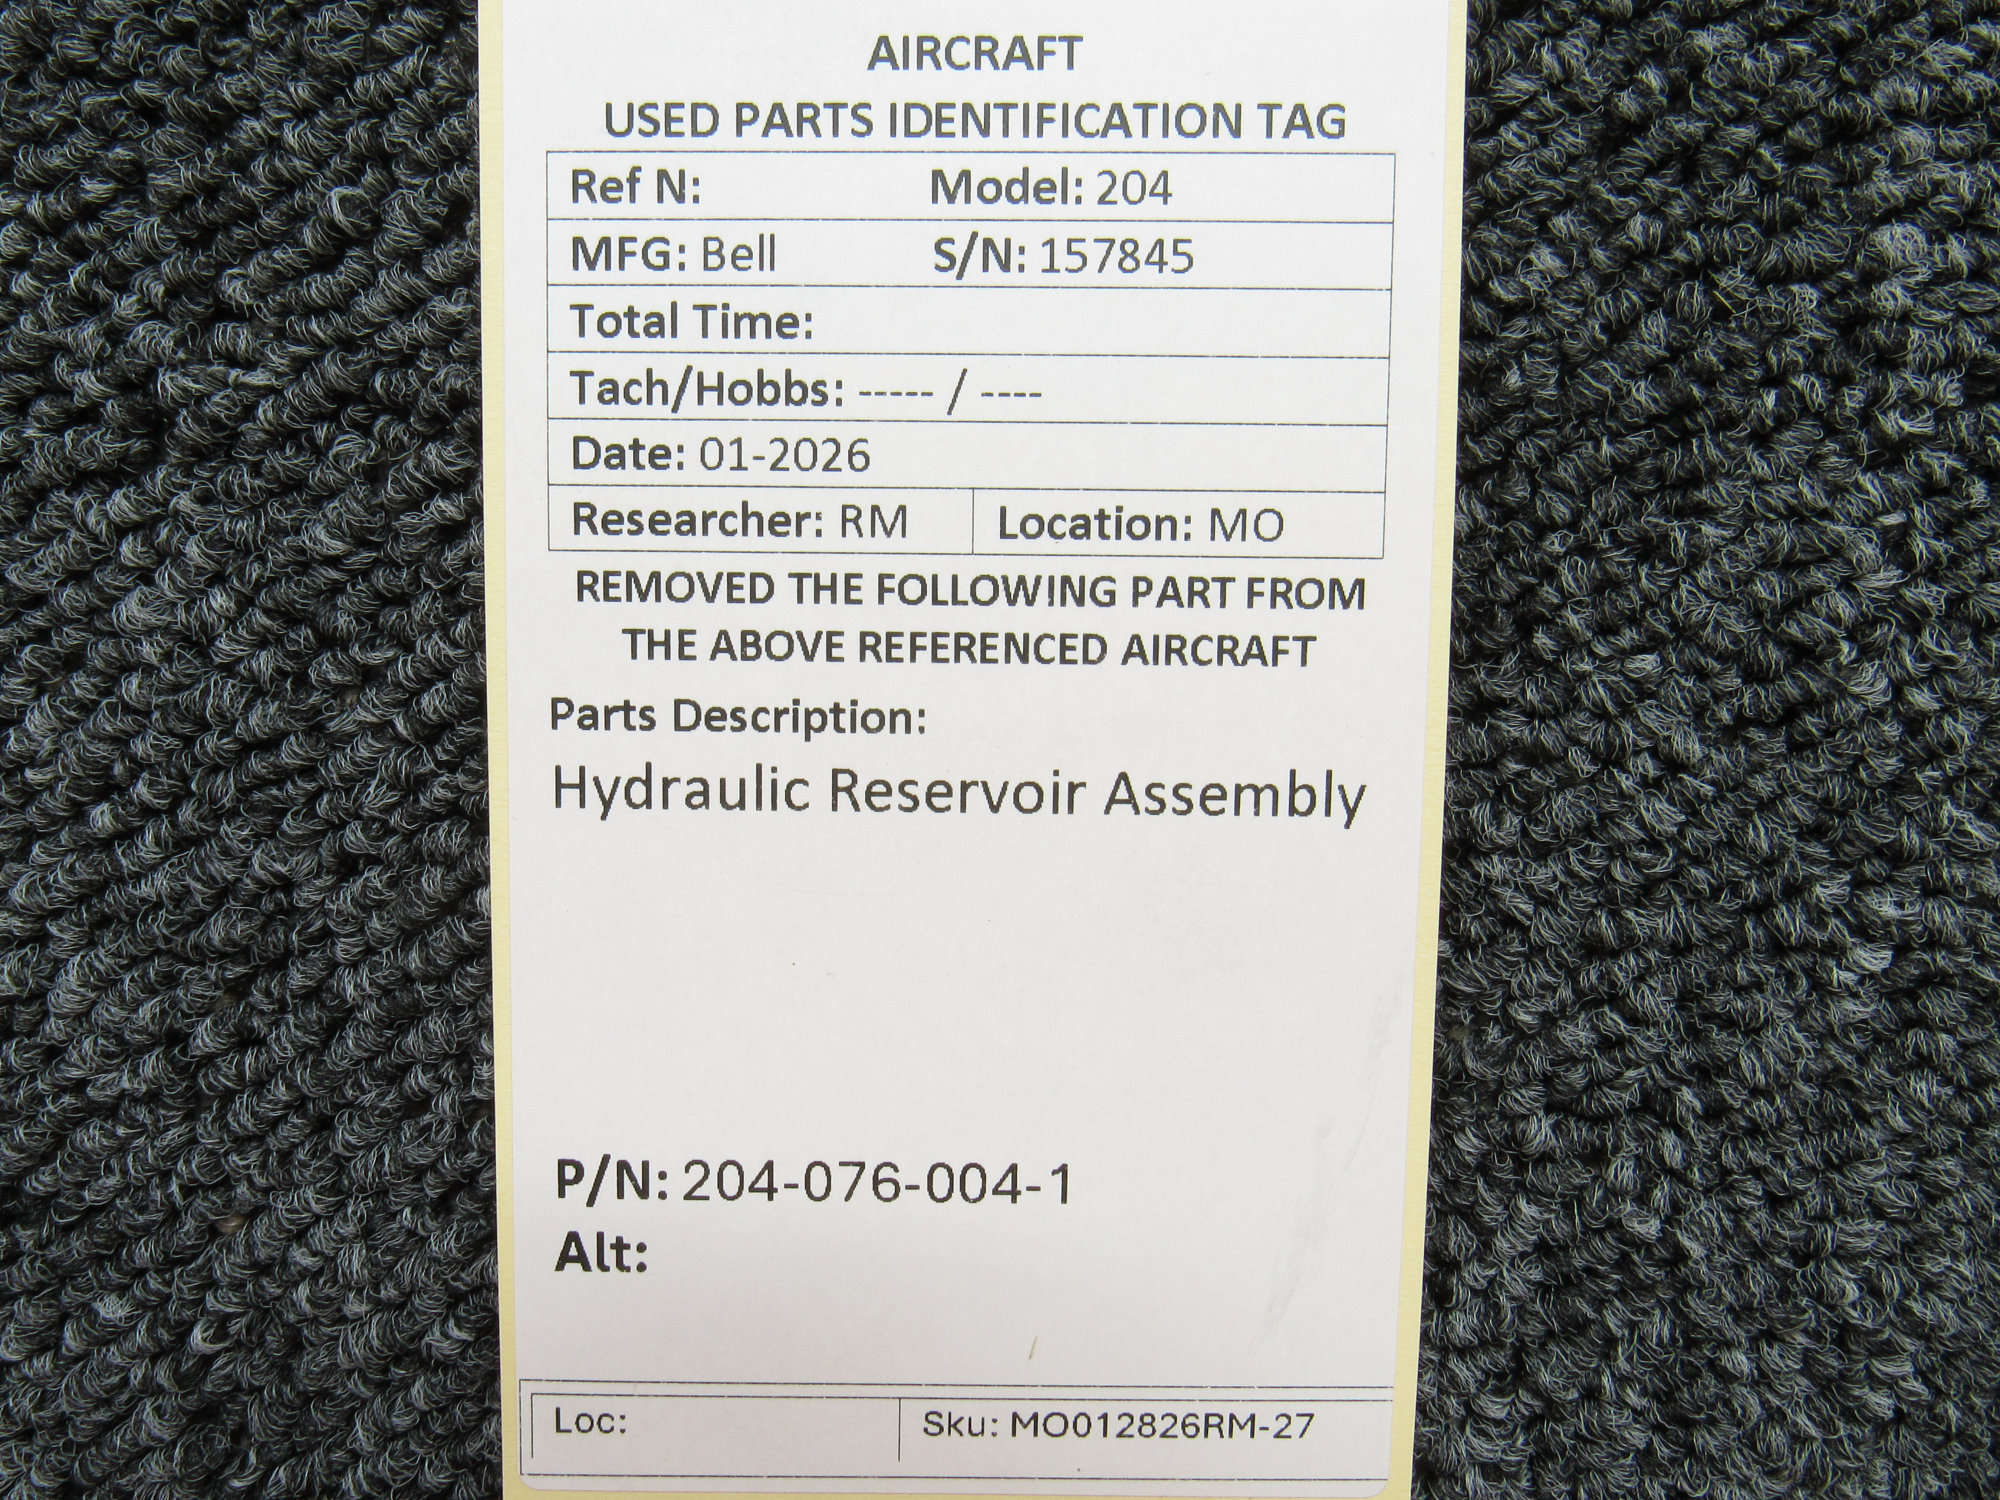 AIRCRAFT
USED PARTS IDENTIFICATION TAG
Ref N: Model: 204
MFG: Bell S/N: 157845
Total Time:
Tach/Hobbs: ----- / ----
Date: 01-2026
Researcher: RM Location: MO
REMOVED THE FOLLOWING PART FROM
THE ABOVE REFERENCED AIRCRAFT
Parts Description:
Hydraulic Reservoir Assembly
P/N: 204-076-004-1
Alt:
Loc: Sku: MO012826RM-27